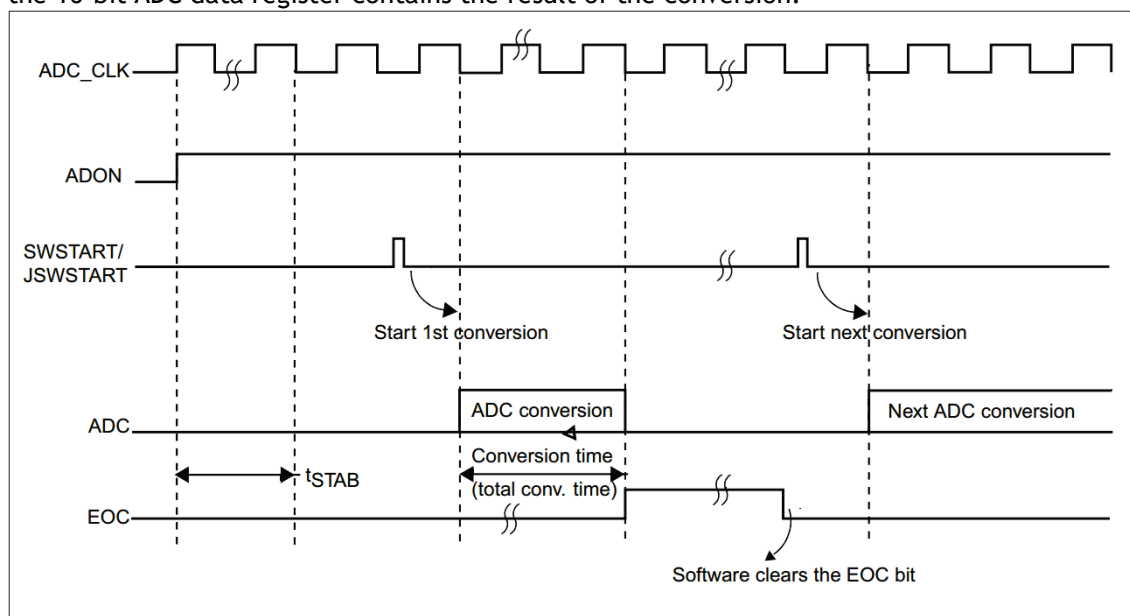 the 16-bit ADC data register contains the result of the conversion.
ADC_CLK
ADON
SWSTART/
JSWSTART
Start 1st conversion
Start next conversion
ADC conversion
Next ADC conversion
ADC
Conversion time
tSTAB
(total conv. time)
EOC
Software clears the EOC bit